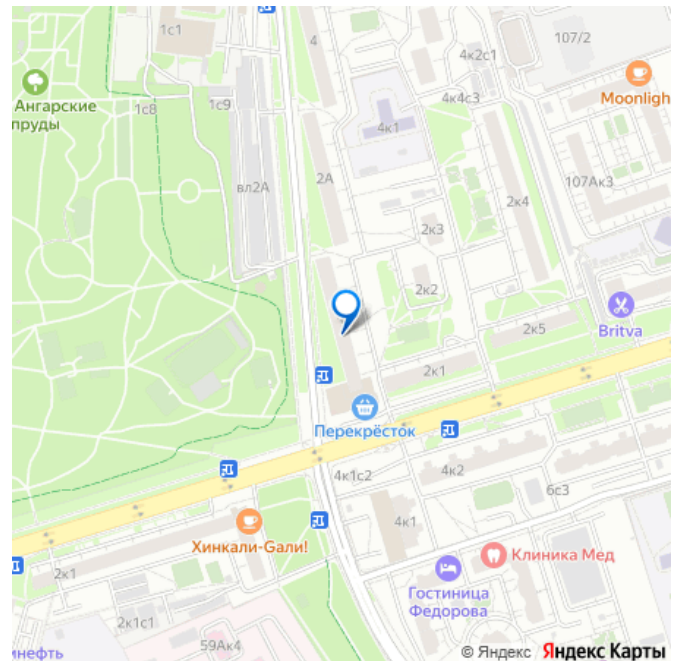 1с1
4
4к2с1
107/2
Moonligh
Ангарские
пруды
1с8
1с9
4к4с3
4к1
вл2А
2А
107Ак3
2к4
2к3
2к2
Britva
2к5
2к1
Перекрёсток
4к1с2
4к2
6с3
4к1
Хинкали-Gали!
Клиника Мед
2к1
Гостиница
Федорова
2к1с1
59Ак4
инефть
© Яндекс Яндекс Карты